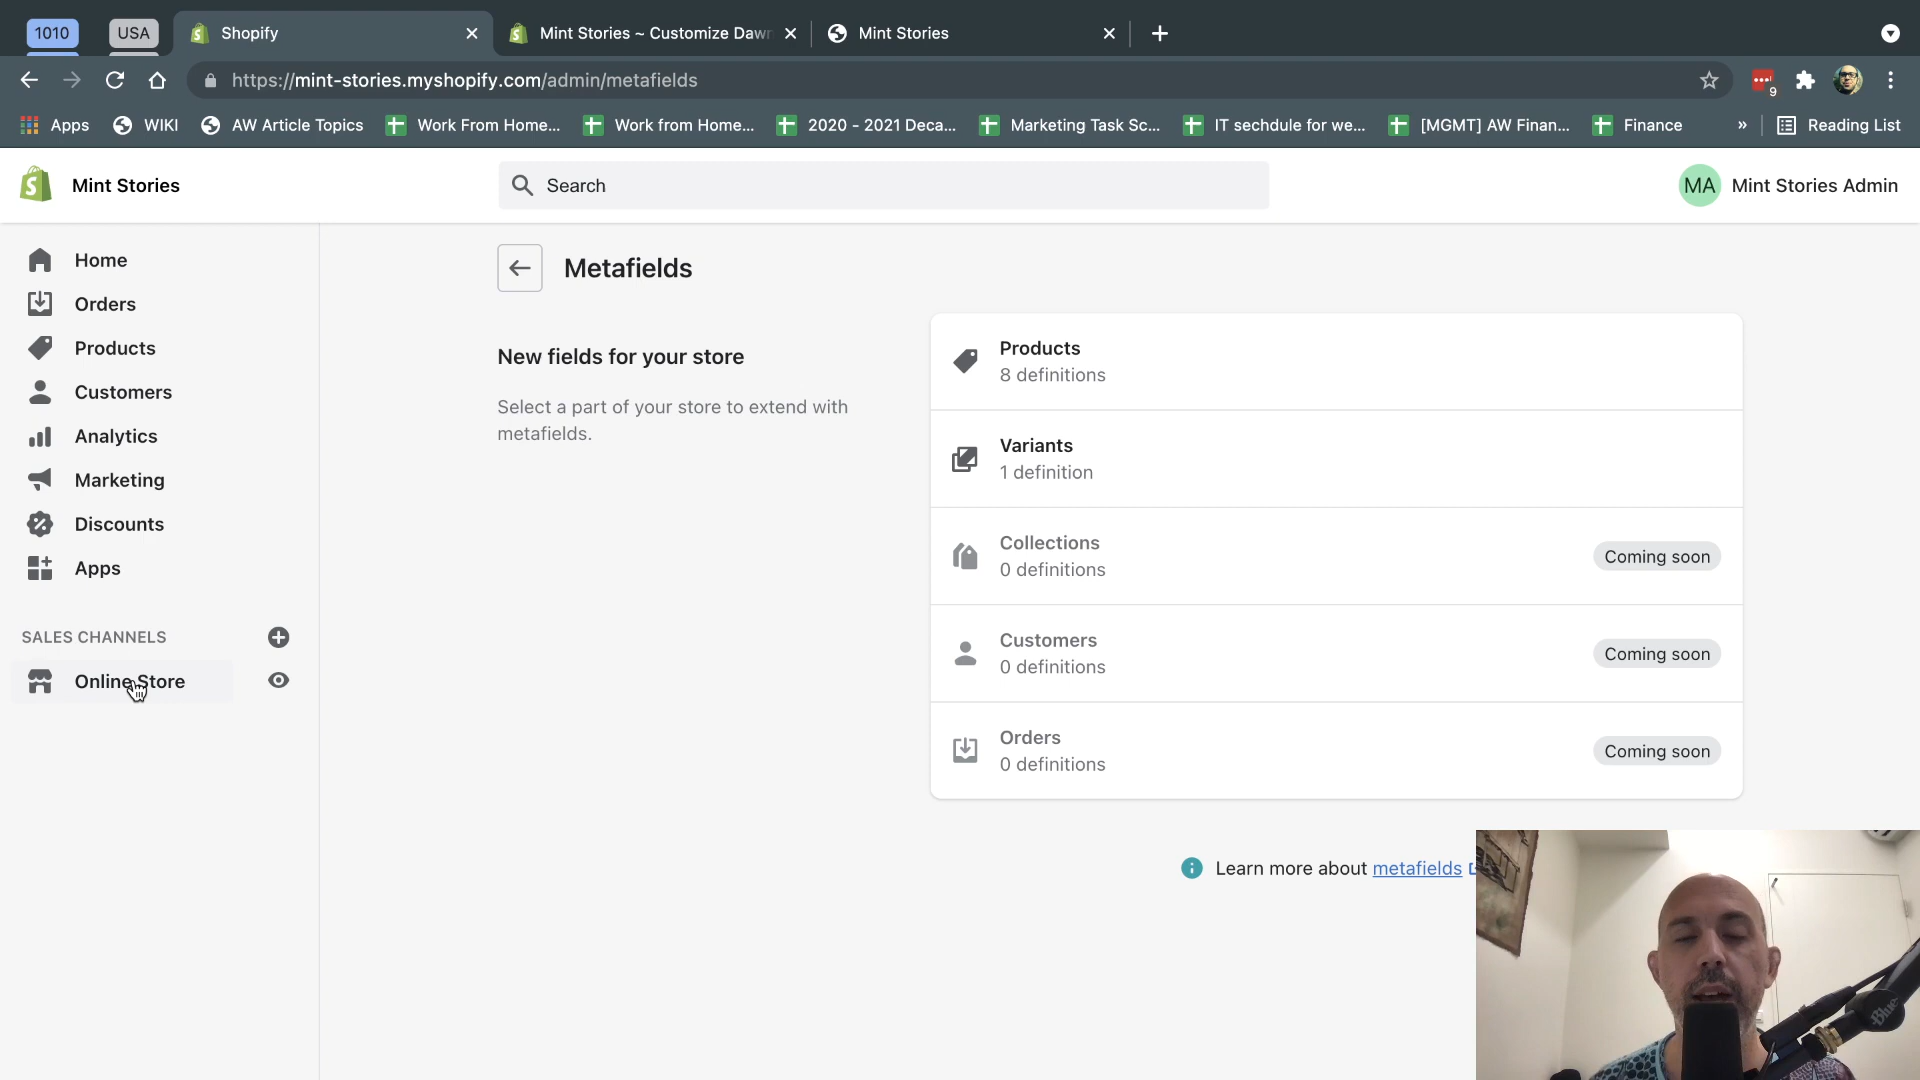 1010
USA
Shopify
Mint Stories ~ Customize Dawn
Mint Stories
https://mint-stories.myshopify.com/admin/metafields
9
Apps
WIKI
AW Article Topics
Work From Home...
Work from Home...
2020 - 2021 Deca...
Marketing Task Sc...
IT sechdule for we...
[MGMT] AW Finan...
Finance
»
Reading List
Mint Stories
Search
MA
Mint Stories Admin
Home
Orders
Products
Customers
Analytics
Marketing
Discounts
Apps
SALES CHANNELS
Online Store
Metafields
New fields for your store
Select a part of your store to extend with
metafields.
Products
8 definitions
Variants
1 definition
Collections
0 definitions
Coming soon
Customers
0 definitions
Coming soon
Orders
0 definitions
Coming soon
Learn more about metafields
Blue